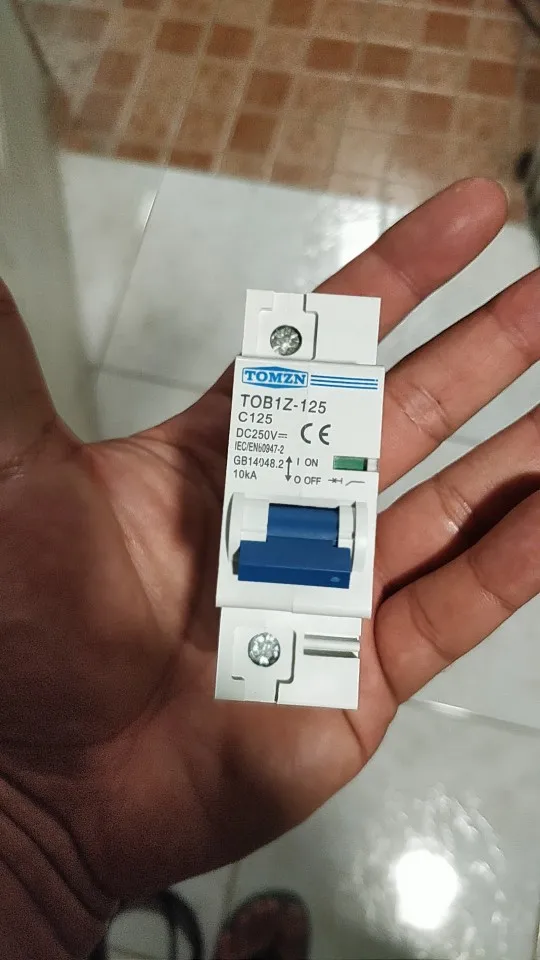 TOMZN
TOB1Z-125
C125
DC250V⎓ CE
IEC/EN60947-2
GB14048.2 I ON
10kA O OFF